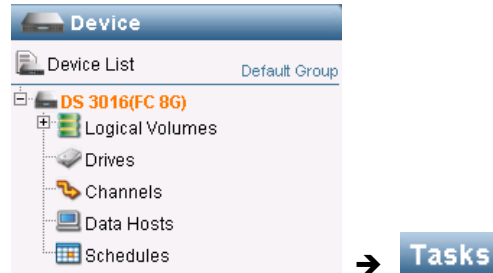 Device
Device List Default Group
DS 3016(FC 8G)
Logical Volumes
Drives
Channels
Data Hosts
Schedules
Tasks